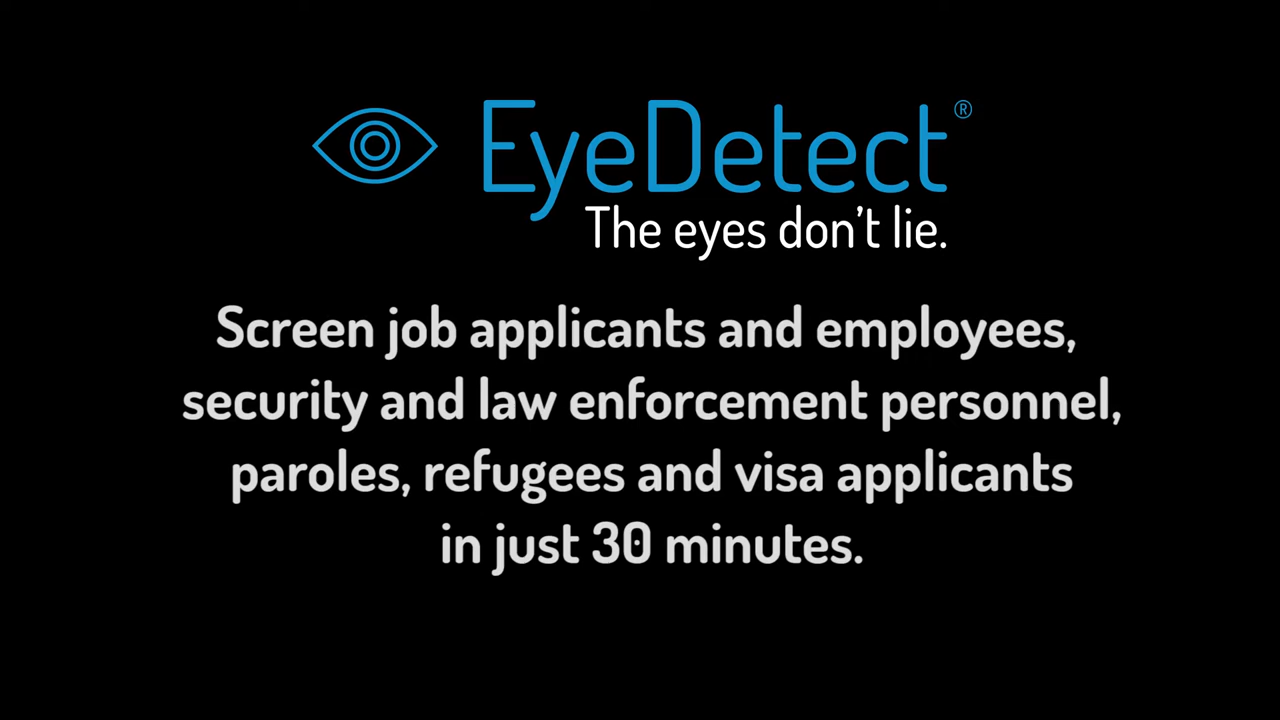 EyeDetect®
The eyes don't lie.
Screen job applicants and employees,
security and law enforcement personnel,
paroles, refugees and visa applicants
in just 30 minutes.